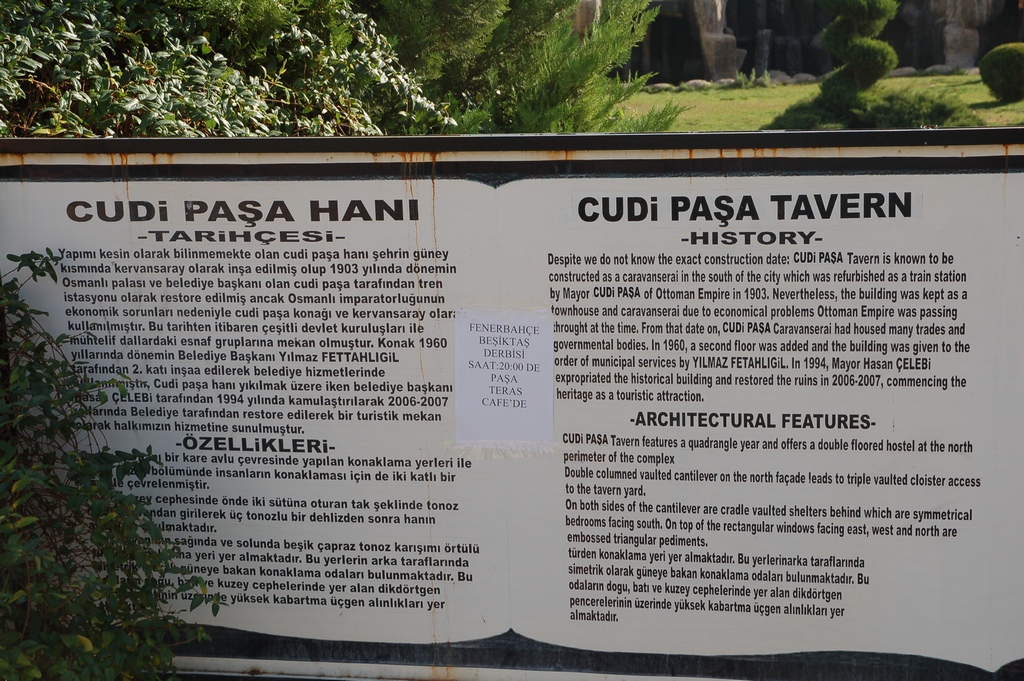 CUDİ PAŞA HANI
-TARİHÇESİ-
Yapımı kesin olarak bilinmemekte olan cudi paşa hanı şehrin güney
kısmında kervansaray olarak inşa edilmiş olup 1903 yılında dönemin
Osmanlı palası ve belediye başkanı olan cudi paşa tarafından tren
istasyonu olarak restore edilmiş ancak Osmanlı imparatorluğunun
ekonomik sorunları nedeniyle cudi paşa konağı ve kervansaray olar
kullanılmıştır. Bu tarihten itibaren çeşitli devlet kuruluşları ile
muhtelif dallardaki esnaf gruplarına mekan olmuştur. Konak 1960
yıllarında dönemin Belediye Başkanı Yılmaz FETTAHLIGİL
tarafından 2. katı inşaa edilerek belediye hizmetlerinde
Cudi paşa hanı yıkılmak üzere iken belediye başkanı
Hasan ÇELEBi tarafından 1994 yılında kamulaştırılarak 2006-2007
yıllarında Belediye tarafından restore edilerek bir turistik mekan
olarak halkımızın hizmetine sunulmuştur.
-ÖZELLİKLERİ-
bir kare avlu çevresinde yapılan konaklama yerleri ile
bölümünde insanların konaklaması için de iki katlı bir
çevrelenmiştir.
cephesinde önde iki sütüna oturan tak şeklinde tonoz
girilerek üç tonozlu bir dehlizden sonra hanın
sağında ve solunda beşik çapraz tonoz karışımı örtülü
yeri yer almaktadır. Bu yerlerin arka taraflarında
güneye bakan konaklama odaları bulunmaktadır. Bu
doğu, batı ve kuzey cephelerinde yer alan dikdörtgen
üzerinde yüksek kabartma üçgen alınlıkları yer
FENERBAHÇE
BEŞİKTAŞ
DERBİSİ
SAAT:20:00 DE
PAŞA
TERAS
CAFE'DE
CUDİ PAŞA TAVERN
-HISTORY-
Despite we do not know the exact construction date; CUDİ PAŞA Tavern is known to be
constructed as a caravanserai in the south of the city which was refurbished as a train station
by Mayor CUDİ PAŞA of Ottoman Empire in 1903. Nevertheless, the building was kept as a
townhouse and caravanserai due to economical problems Ottoman Empire was passing
throught at the time. From that date on, CUDİ PAŞA Caravanserai had housed many trades and
governmental bodies. In 1960, a second floor was added and the building was given to the
order of municipal services by YILMAZ FETAHLIGİL. In 1994, Mayor Hasan ÇELEBi
expropriated the historical building and restored the ruins in 2006-2007, commencing the
heritage as a touristic attraction.
-ARCHITECTURAL FEATURES-
CUDİ PAŞA Tavern features a quadrangle year and offers a double floored hostel at the north
perimeter of the complex
Double columned vaulted cantilever on the north façade leads to triple vaulted cloister access
to the tavern yard.
On both sides of the cantilever are cradle vaulted shelters behind which are symmetrical
bedrooms facing south. On top of the rectangular windows facing east, west and north are
embossed triangular pediments.
türden konaklama yeri yer almaktadır. Bu yerlerinarka taraflarında
simetrik olarak güneye bakan konaklama odaları bulunmaktadır. Bu
odaların doğu, batı ve kuzey cephelerinde yer alan dikdörtgen
pencerelerinin üzerinde yüksek kabartma üçgen alınlıkları yer
almaktadır.